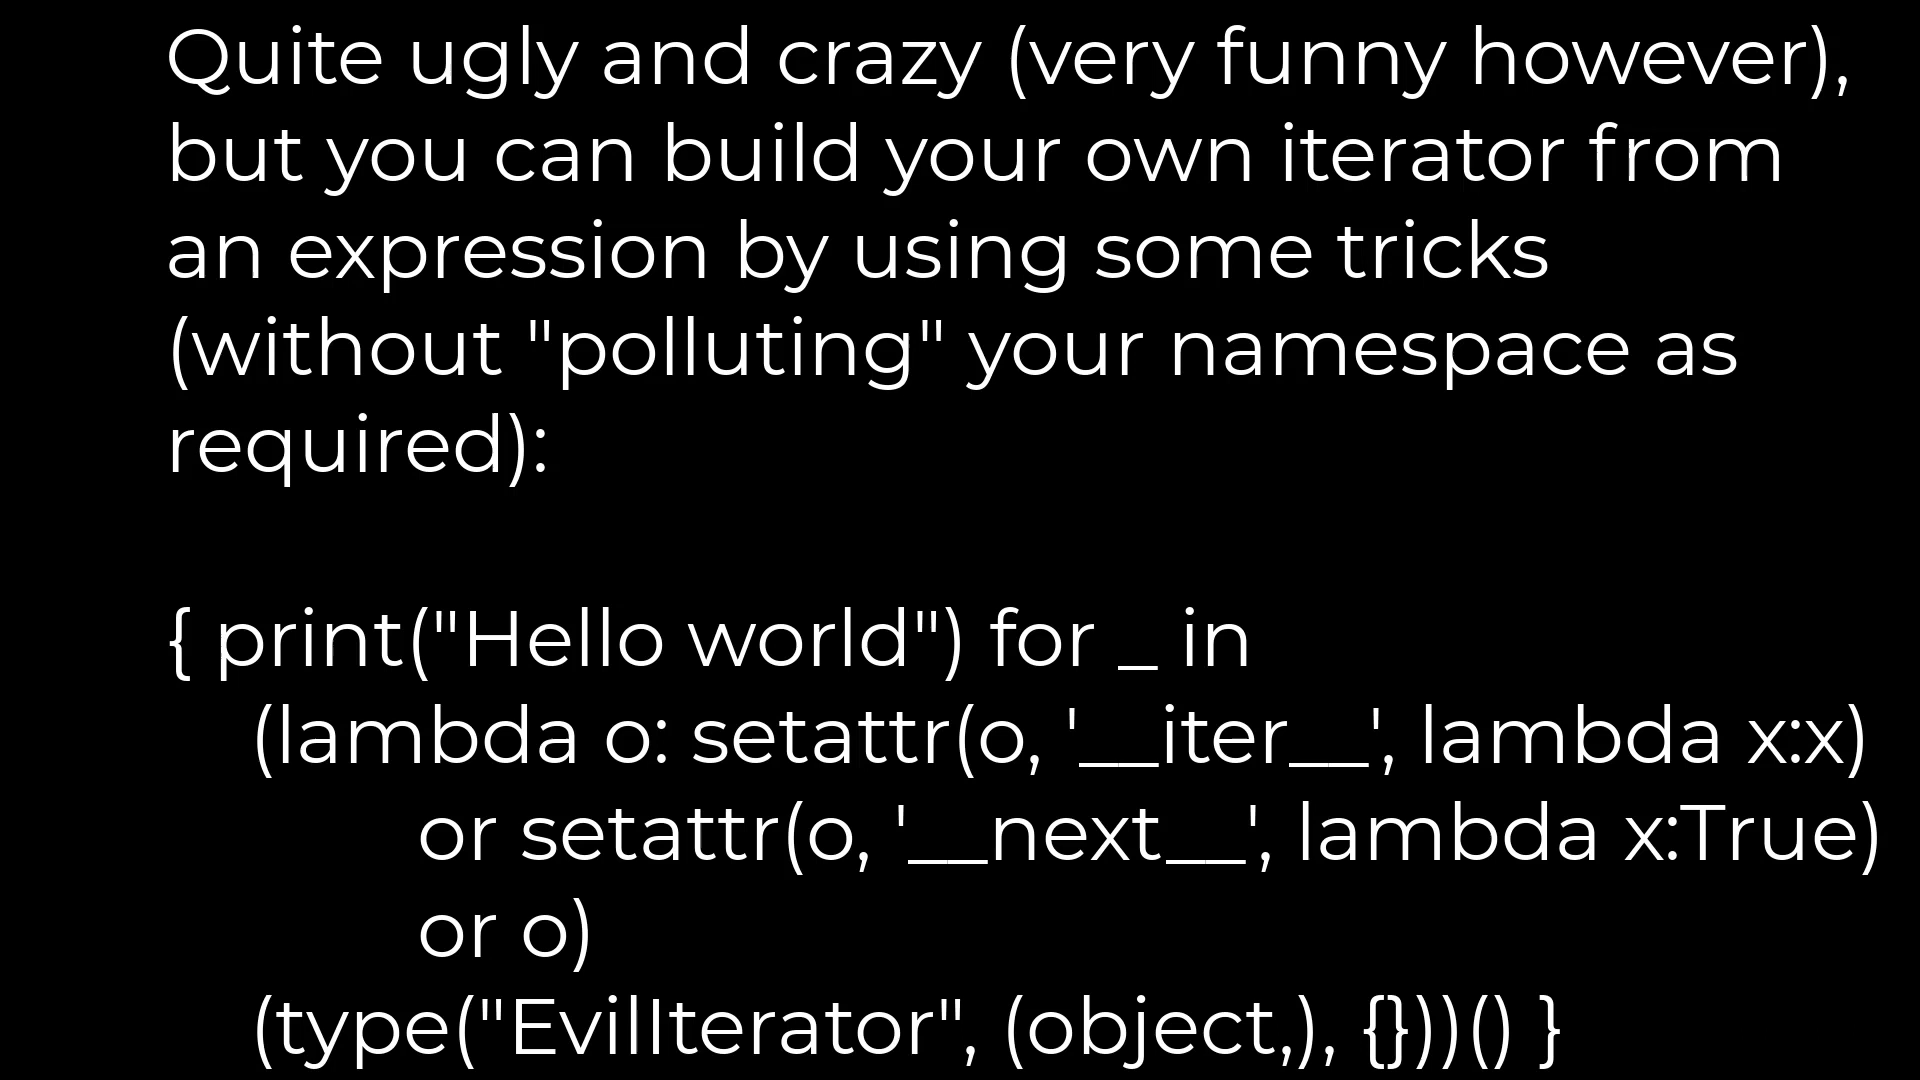 Quite ugly and crazy (very funny however),
but you can build your own iterator from
an expression by using some tricks
(without "polluting" your namespace as
required):
{ print("Hello world") for _ in
(lambda o: setattr(o, '__iter__', lambda x:x)
or setattr(o, '__next__', lambda x:True)
or o)
(type("EvilIterator", (object,), {}))() }